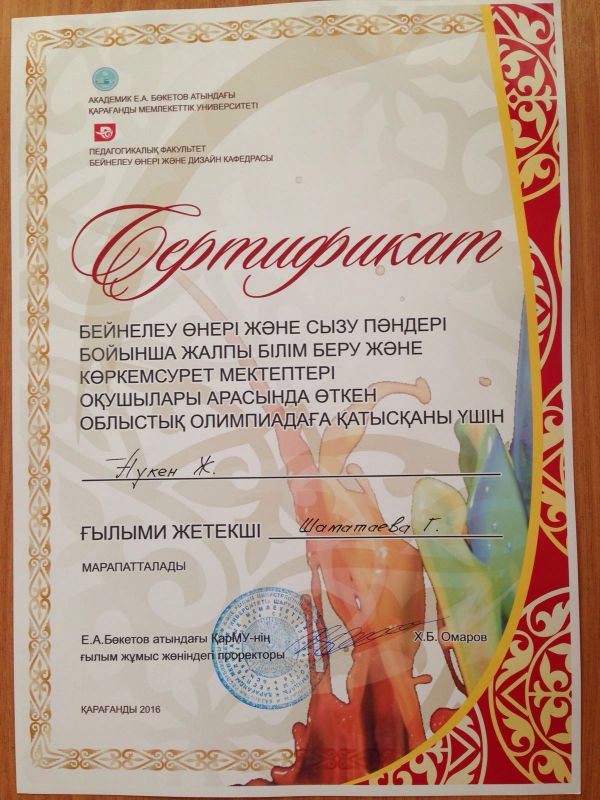 АКАДЕМИК Е.А. БӨКЕТОВ АТЫНДАҒЫ
ҚАРАҒАНДЫ МЕМЛЕКЕТТІК УНИВЕРСИТЕТІ
ПЕДАГОГИКАЛЫҚ ФАКУЛЬТЕТ
БЕЙНЕЛЕУ ӨНЕРІ ЖӘНЕ ДИЗАЙН КАФЕДРАСЫ
Сертификат
БЕЙНЕЛЕУ ӨНЕРІ ЖӘНЕ СЫЗУ ПӘНДЕРІ
БОЙЫНША ЖАЛПЫ БІЛІМ БЕРУ ЖӘНЕ
КӨРКЕМСУРЕТ МЕКТЕПТЕРІ
ОҚУШЫЛАРЫ АРАСЫНДА ӨТКЕН
ОБЛЫСТЫҚ ОЛИМПИАДАҒА ҚАТЫСҚАНЫ ҮШІН
Нукен Ж.
ҒЫЛЫМИ ЖЕТЕКШІ Шаматаева Г.
МАРАПАТТАЛАДЫ
Е.А.Бөкетов атындағы ҚарМУ-нің
ғылым жұмыс жөніндегі проректоры
Х.Б. Омаров
ҚАРАҒАНДЫ 2016